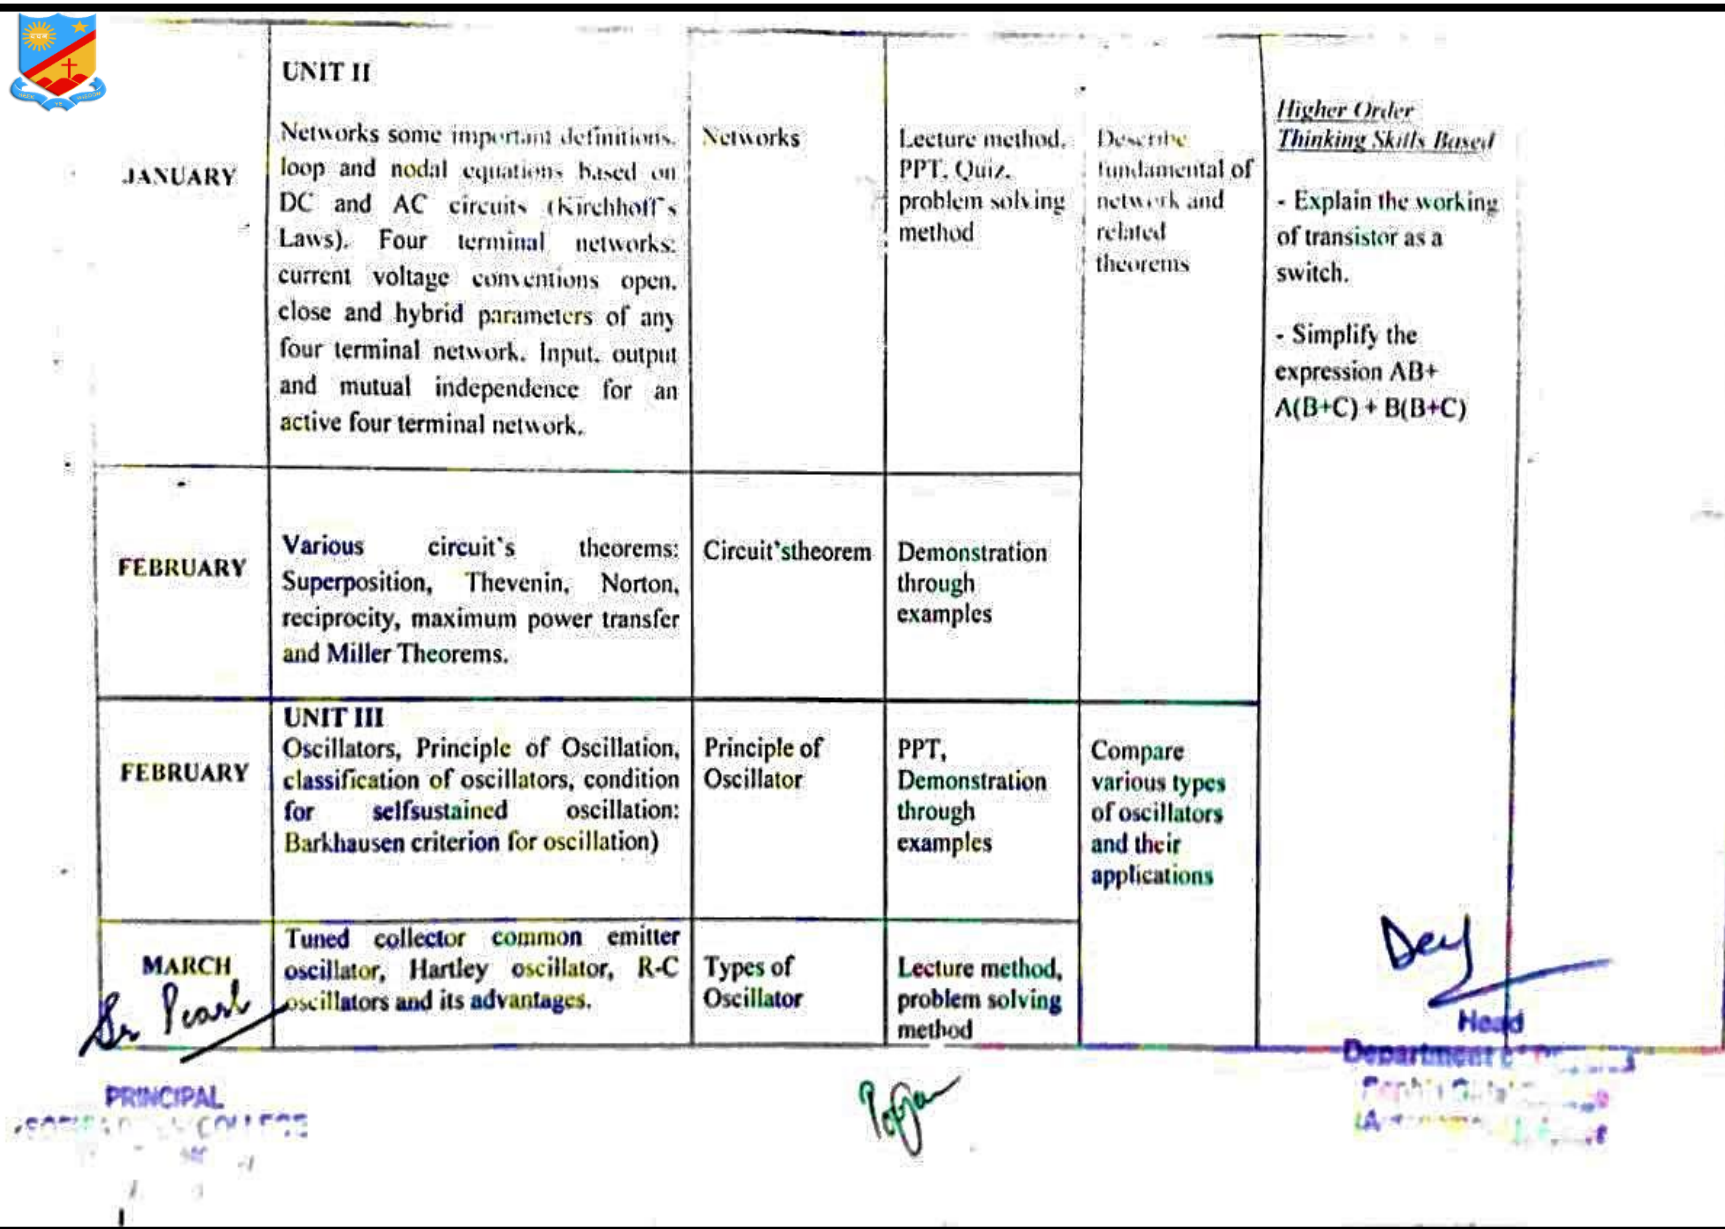 UNIT II
JANUARY
Networks some important definitions,
loop and nodal equations based on
DC and AC circuits (Kirchhoff's
Laws). Four terminal networks:
current voltage conventions open,
close and hybrid parameters of any
four terminal network. Input, output
and mutual independence for an
active four terminal network.
Networks
Lecture method,
PPT, Quiz,
problem solving
method
Describe
fundamental of
network and
related
theorems
Higher Order
Thinking Skills Based
- Explain the working
of transistor as a
switch.
- Simplify the
expression AB+
A(B+C) + B(B+C)
FEBRUARY
Various circuit's theorems:
Superposition, Thevenin, Norton,
reciprocity, maximum power transfer
and Miller Theorems.
Circuit'stheorem
Demonstration
through
examples
FEBRUARY
UNIT III
Oscillators, Principle of Oscillation,
classification of oscillators, condition
for selfsustained oscillation:
Barkhausen criterion for oscillation)
Principle of
Oscillator
PPT,
Demonstration
through
examples
Compare
various types
of oscillators
and their
applications
MARCH
Tuned collector common emitter
oscillator, Hartley oscillator, R-C
oscillators and its advantages.
Types of
Oscillator
Lecture method,
problem solving
method
Sr Pearl
PRINCIPAL
COLLEGE
Head
Department